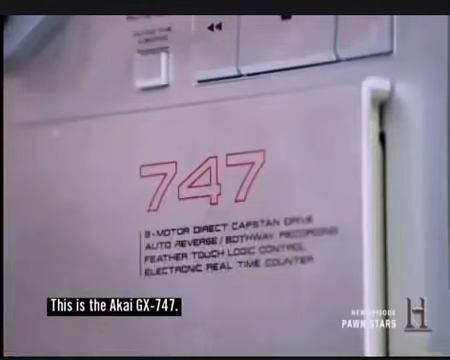 747
3-MOTOR DIRECT CAPSTAN DRIVE
AUTO REVERSE/BOTHWAY RECORDING
FEATHER TOUCH LOGIC CONTROL
ELECTRONIC REAL TIME COUNTER
This is the Akai GX-747.
NEW EPISODE
PAWN STARS
H